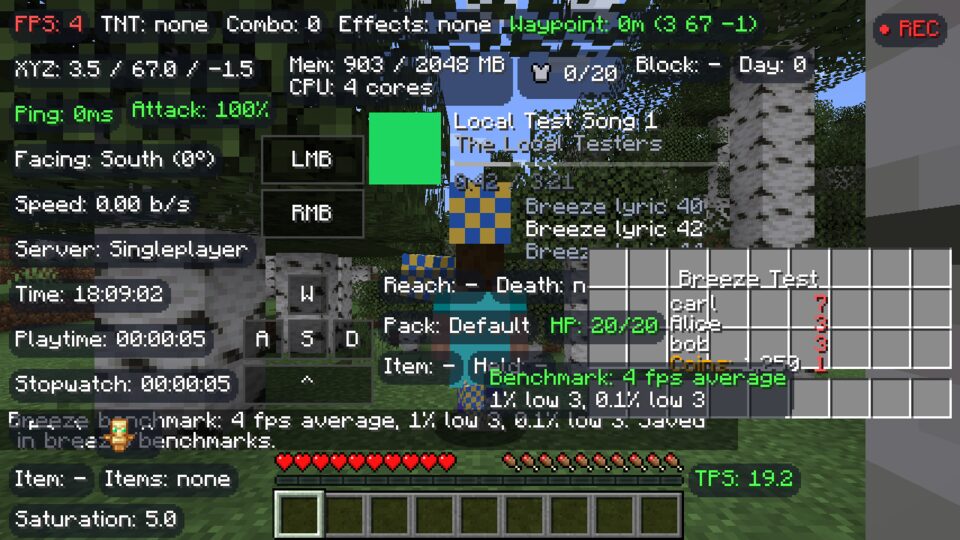 FPS: 4 TNT: none Combo: 0 Effects: none Waypoint: 0m (3 67 -1)
REC
XYZ: 3.5 / 67.0 / -1.5
Mem: 903 / 2048 MB
CPU: 4 cores
0/20
Block: - Day: 0
Ping: 0ms Attack: 100%
Local Test Song 1
The Local Testers
0:42 / 3:21
Facing: South (0°)
LMB
RMB
Speed: 0.00 b/s
Breeze lyric 40
Breeze lyric 42
Breeze lyric
Server: Singleplayer
Breeze Test
carl 7
Alice 3
bob 3
Coins: 1,250 1
Time: 18:09:02
W
Reach: - Death: n
Playtime: 00:00:05
A S D
Pack: Default HP: 20/20
Item: -
Stopwatch: 00:00:05
^
Benchmark: 4 fps average
1% low 3, 0.1% low 3
Breeze benchmark: 4 fps average, 1% low 3, 0.1% low 3. Saved
in breeze benchmarks.
Item: - Items: none
TPS: 19.2
Saturation: 5.0